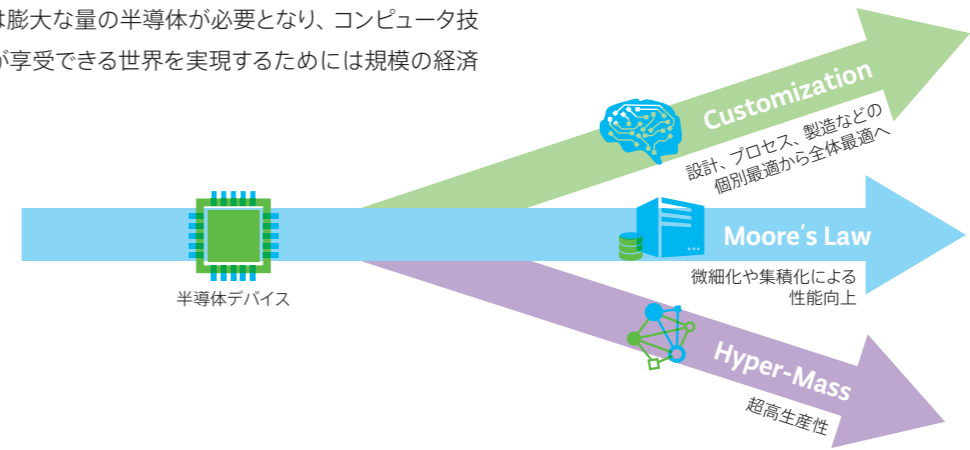 は膨大な量の半導体が必要となり、コンピュータ技
が享受できる世界を実現するためには規模の経済
Customization
設計、プロセス、製造などの
個別最適から全体最適へ
Moore's Law
半導体デバイス
微細化や集積化による
性能向上
Hyper-Mass
超高生産性